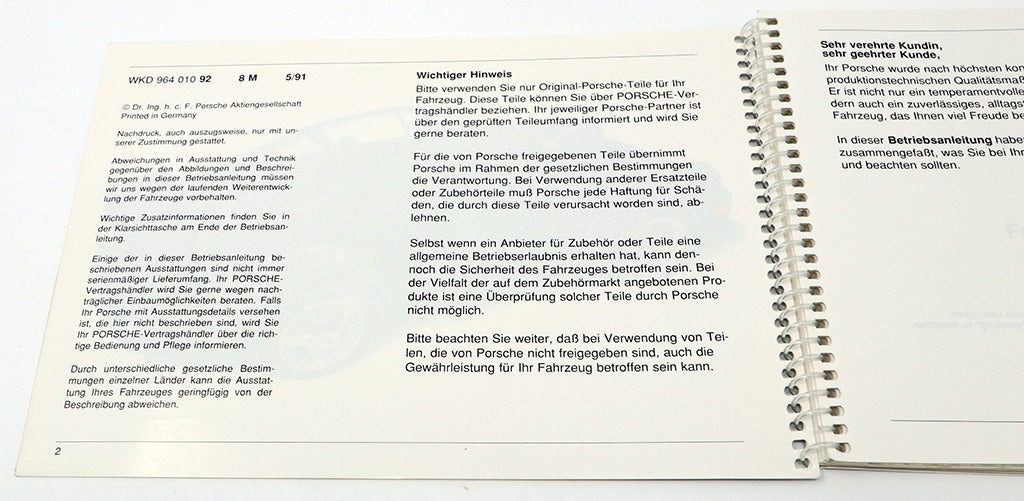 WKD 964 010 92 8 M 5/91
© Dr. Ing. h. c. F. Porsche Aktiengesellschaft
Printed in Germany
Nachdruck, auch auszugsweise, nur mit un-
serer Zustimmung gestattet.
Abweichungen in Ausstattung und Technik
gegenüber den Abbildungen und Beschrei-
bungen in dieser Betriebsanleitung müssen
wir uns wegen der laufenden Weiterentwick-
lung der Fahrzeuge vorbehalten.
Wichtige Zusatzinformationen finden Sie in
der Klarsichttasche am Ende der Betriebsan-
leitung.
Einige der in dieser Betriebsanleitung be-
schriebenen Ausstattungen sind nicht immer
serienmäßiger Lieferumfang. Ihr PORSCHE-
Vertragshändler wird Sie gerne wegen nach-
träglicher Einbaumöglichkeiten beraten. Falls
Ihr Porsche mit Ausstattungsdetails versehen
ist, die hier nicht beschrieben sind, wird Sie
Ihr PORSCHE-Vertragshändler über die rich-
tige Bedienung und Pflege informieren.
Durch unterschiedliche gesetzliche Bestim-
mungen einzelner Länder kann die Ausstat-
tung Ihres Fahrzeuges geringfügig von der
Beschreibung abweichen.
2
Wichtiger Hinweis
Bitte verwenden Sie nur Original-Porsche-Teile für Ihr
Fahrzeug. Diese Teile können Sie über PORSCHE-Ver-
tragshändler beziehen. Ihr jeweiliger Porsche-Partner ist
über den geprüften Teileumfang informiert und wird Sie
gerne beraten.
Für die von Porsche freigegebenen Teile übernimmt
Porsche im Rahmen der gesetzlichen Bestimmungen
die Verantwortung. Bei Verwendung anderer Ersatzteile
oder Zubehörteile muß Porsche jede Haftung für Schä-
den, die durch diese Teile verursacht worden sind, ab-
lehnen.
Selbst wenn ein Anbieter für Zubehör oder Teile eine
allgemeine Betriebserlaubnis erhalten hat, kann den-
noch die Sicherheit des Fahrzeuges betroffen sein. Bei
der Vielfalt der auf dem Zubehörmarkt angebotenen Pro-
dukte ist eine Überprüfung solcher Teile durch Porsche
nicht möglich.
Bitte beachten Sie weiter, daß bei Verwendung von Tei-
len, die von Porsche nicht freigegeben sind, auch die
Gewährleistung für Ihr Fahrzeug betroffen sein kann.
Sehr verehrte Kundin,
sehr geehrter Kunde,
Ihr Porsche wurde nach höchsten kon
produktionstechnischen Qualitätsmaß
Er ist nicht nur ein temperamentvolle
dern auch ein zuverlässiges, alltags
Fahrzeug, das Ihnen viel Freude be
In dieser Betriebsanleitung habe
zusammengefaßt, was Sie bei Ihr
und beachten sollten.